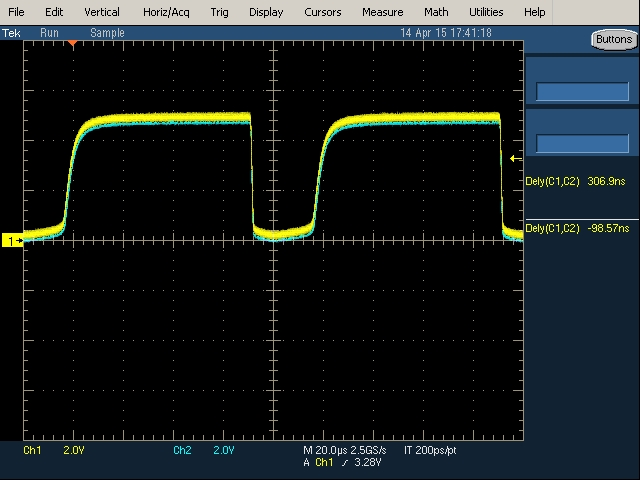 File Edit Vertical Horiz/Acq Trig Display Cursors Measure Math Utilities Help
Tek Run Sample 14 Apr 15 17:41:18 Buttons
Dely(C1,C2) 306.9ns
Dely(C1,C2) -98.57ns
1
Ch1 2.0V Ch2 2.0V M 20.0µs 2.5GS/s IT 200ps/pt
A Ch1 ∕ 3.28V